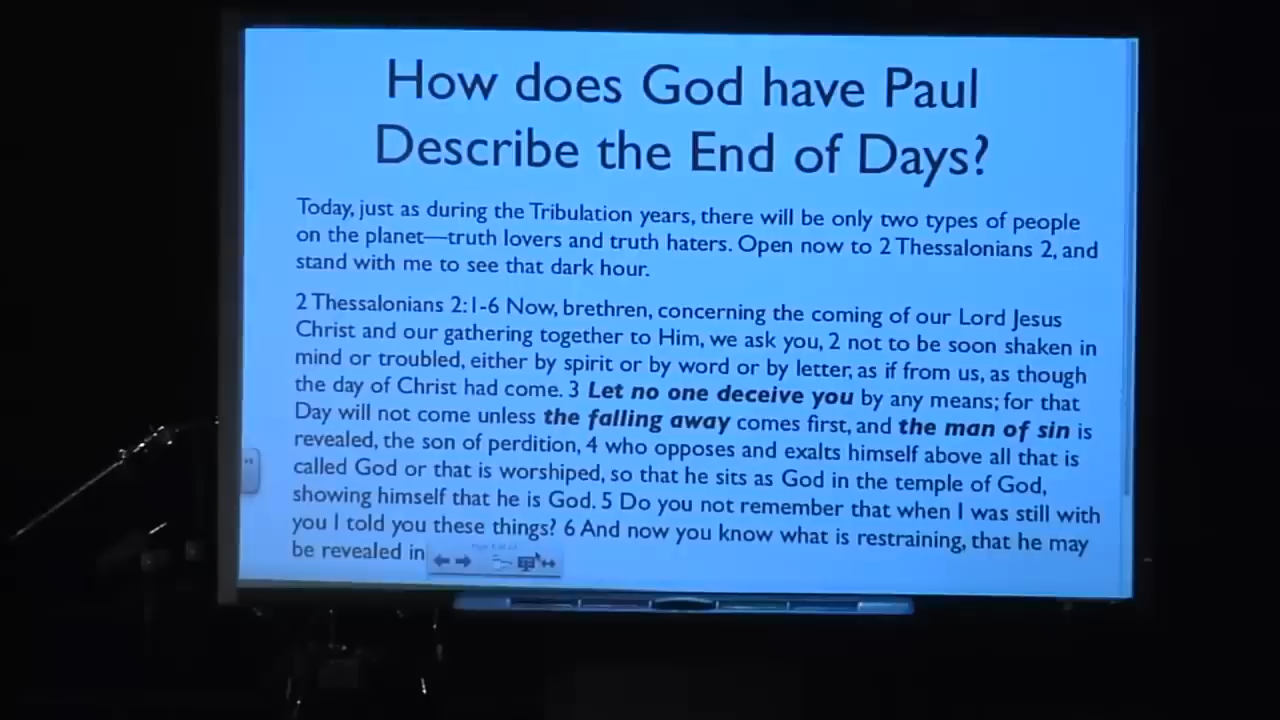 How does God have Paul
Describe the End of Days?
Today, just as during the Tribulation years, there will be only two types of people
on the planet—truth lovers and truth haters. Open now to 2 Thessalonians 2, and
stand with me to see that dark hour.
2 Thessalonians 2:1-6 Now, brethren, concerning the coming of our Lord Jesus
Christ and our gathering together to Him, we ask you, 2 not to be soon shaken in
mind or troubled, either by spirit or by word or by letter, as if from us, as though
the day of Christ had come. 3 Let no one deceive you by any means; for that
Day will not come unless the falling away comes first, and the man of sin is
revealed, the son of perdition, 4 who opposes and exalts himself above all that is
called God or that is worshiped, so that he sits as God in the temple of God,
showing himself that he is God. 5 Do you not remember that when I was still with
you I told you these things? 6 And now you know what is restraining, that he may
be revealed in